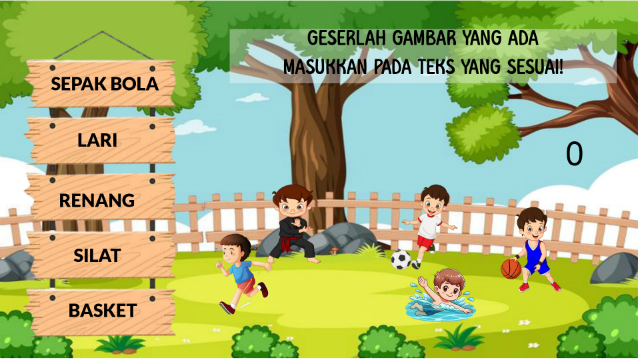 GESERLAH GAMBAR YANG ADA
MASUKKAN PADA TEKS YANG SESUAI!
SEPAK BOLA
LARI
RENANG
SILAT
BASKET
0